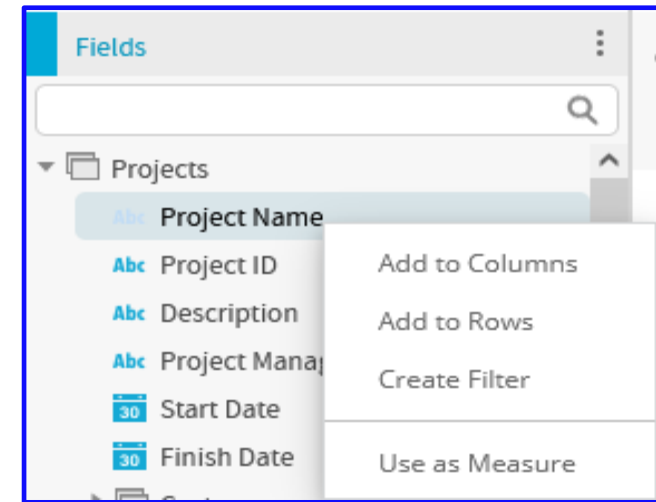 Fields
Projects
Abc Project Name
Abc Project ID
Abc Description
Abc Project
30 Start Date
30 Finish Date
Add to Columns
Add to Rows
Create Filter
Use as Measure